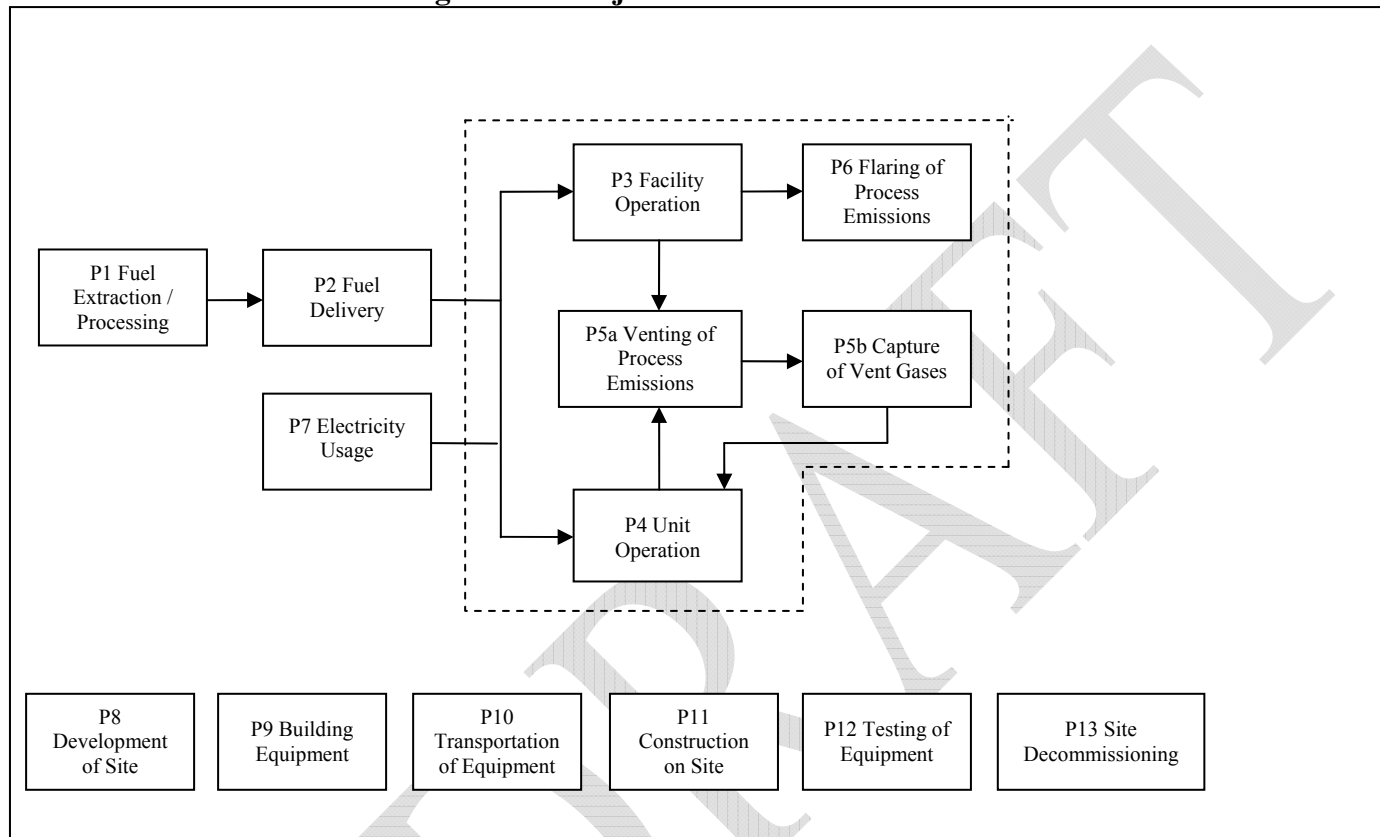 P3 Facility
Operation
P6 Flaring of
Process
Emissions
P1 Fuel
Extraction /
Processing
P2 Fuel
Delivery
P5a Venting of
Process
Emissions
P5b Capture
of Vent Gases
P7 Electricity
Usage
P4 Unit
Operation
P8
Development
of Site
P9 Building
Equipment
P10
Transportation
of Equipment
P11
Construction
on Site
P12 Testing of
Equipment
P13 Site
Decommissioning
DRAFT